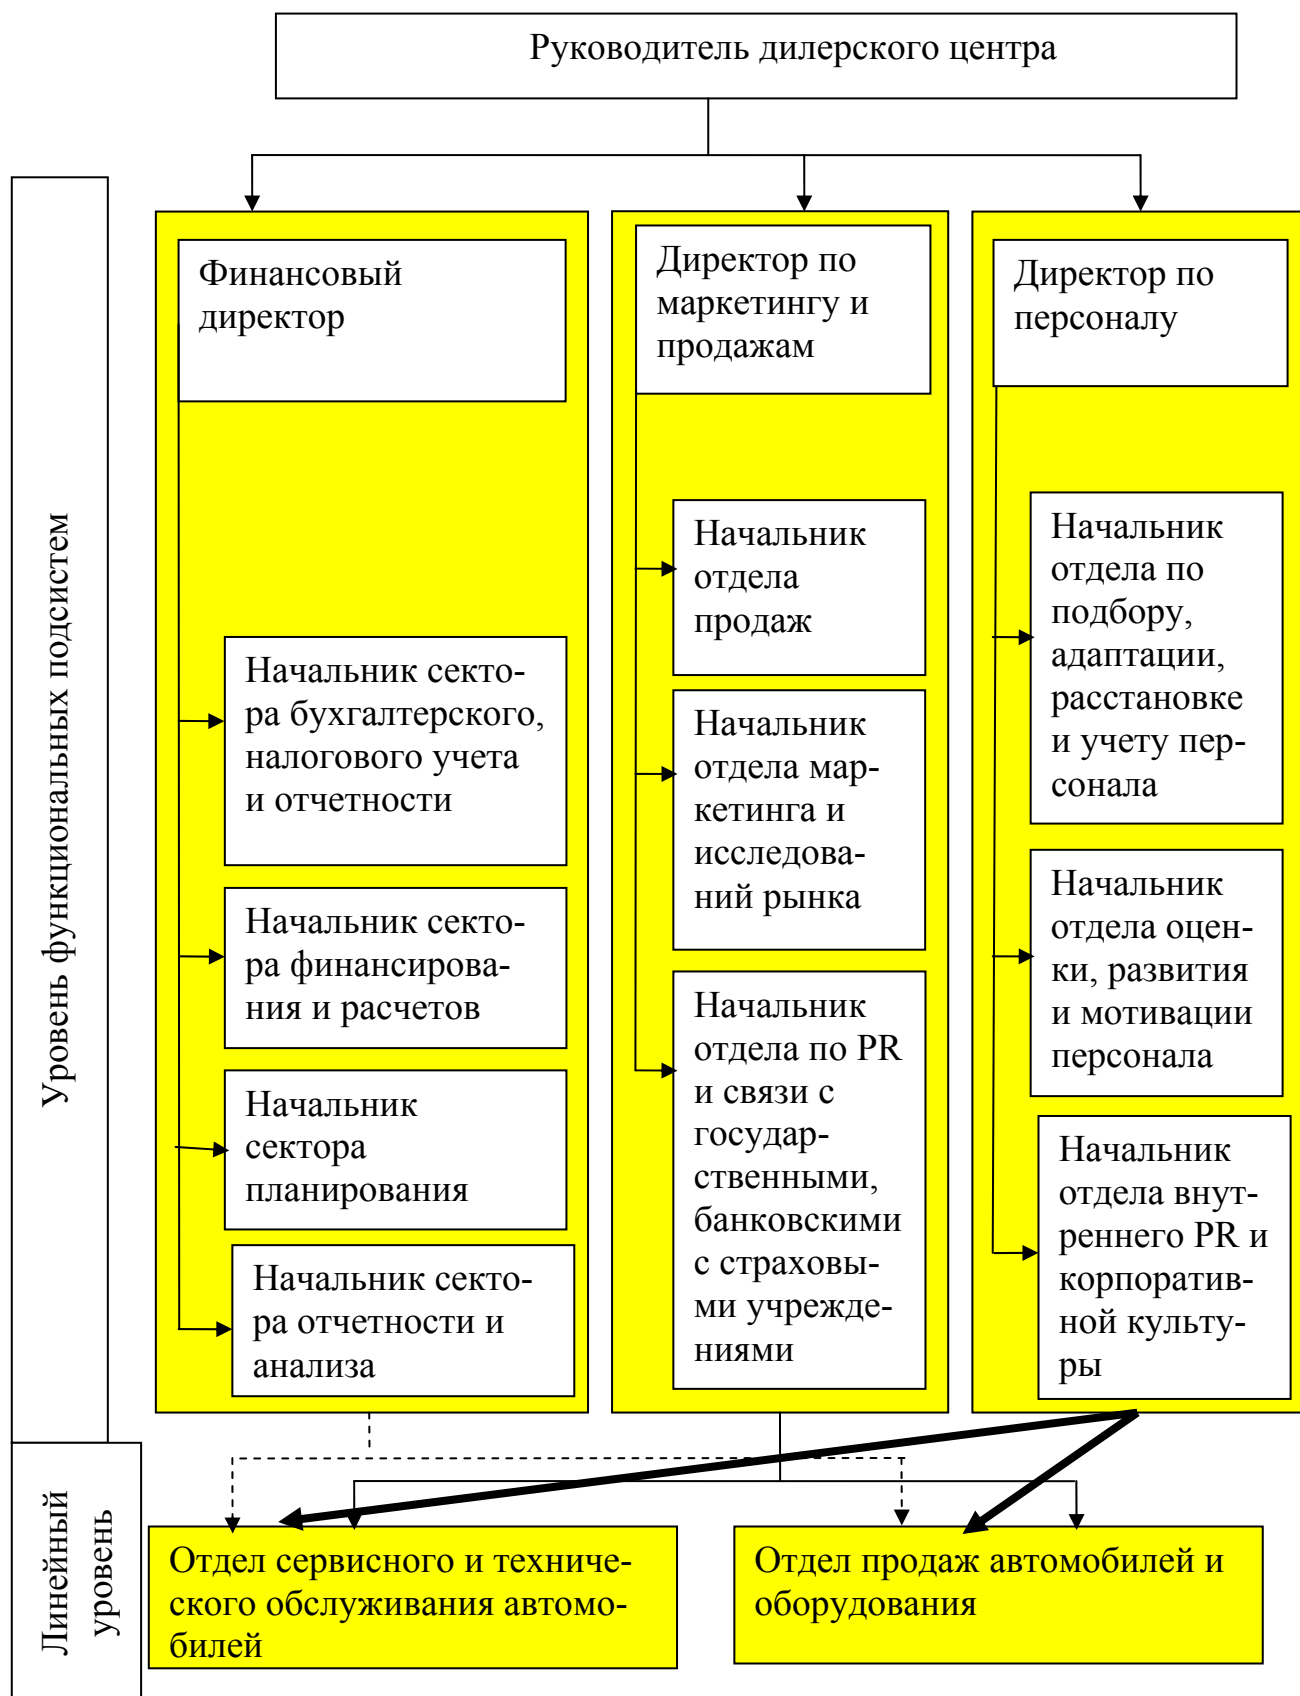 Руководитель дилерского центра
Уровень функциональных подсистем
Финансовый
директор
Начальник секто-
ра бухгалтерского,
налогового учета
и отчетности
Начальник секто-
ра финансирова-
ния и расчетов
Начальник
сектора
планирования
Начальник секто-
ра отчетности и
анализа
Директор по
маркетингу и
продажам
Начальник
отдела
продаж
Начальник
отдела мар-
кетинга и
исследова-
ний рынка
Начальник
отдела по PR
и связи с
государ-
ственными,
банковскими
с страховы-
ми учрежде-
ниями
Директор по
персоналу
Начальник
отдела по
подбору,
адаптации,
расстановке
и учету пер-
сонала
Начальник
отдела оцен-
ки, развития
и мотивации
персонала
Начальник
отдела внут-
реннего PR и
корпоратив-
ной культу-
ры
Линейный
уровень
Отдел сервисного и техниче-
ского обслуживания автомо-
билей
Отдел продаж автомобилей и
оборудования